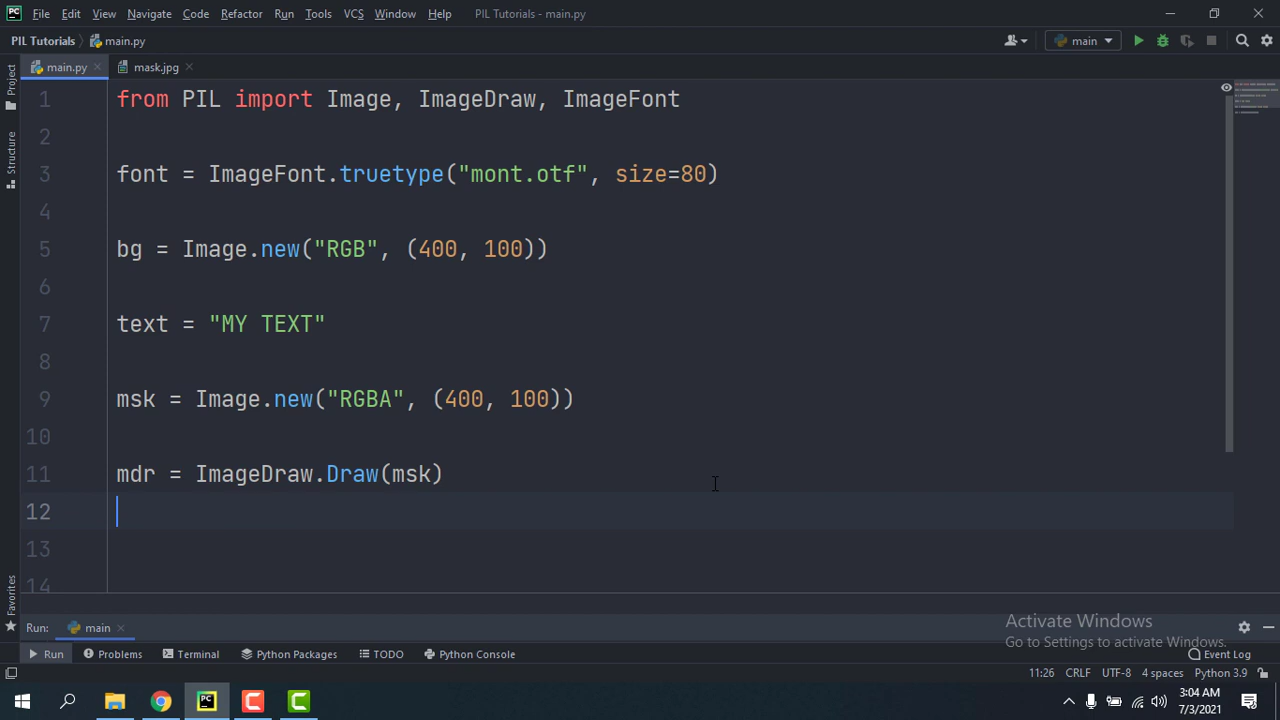 File Edit View Navigate Code Refactor Run Tools VCS Window Help PIL Tutorials - main.py
PIL Tutorials main.py main
main.py mask.jpg
Project
Structure
Favorites
1 from PIL import Image, ImageDraw, ImageFont
2
3 font = ImageFont.truetype("mont.otf", size=80)
4
5 bg = Image.new("RGB", (400, 100))
6
7 text = "MY TEXT"
8
9 msk = Image.new("RGBA", (400, 100))
10
11 mdr = ImageDraw.Draw(msk)
12
13
14
Activate Windows
Go to Settings to activate Windows.
Run: main
Run Problems Terminal Python Packages TODO Python Console Event Log
11:26 CRLF UTF-8 4 spaces Python 3.9
3:04 AM
7/3/2021